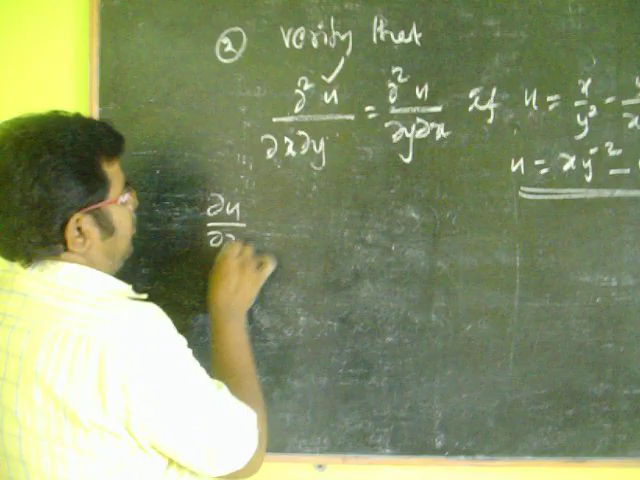 ② verify that
∂²u/∂x∂y = ∂²u/∂y∂x If u = x/y² -
u = xy⁻² -
∂u